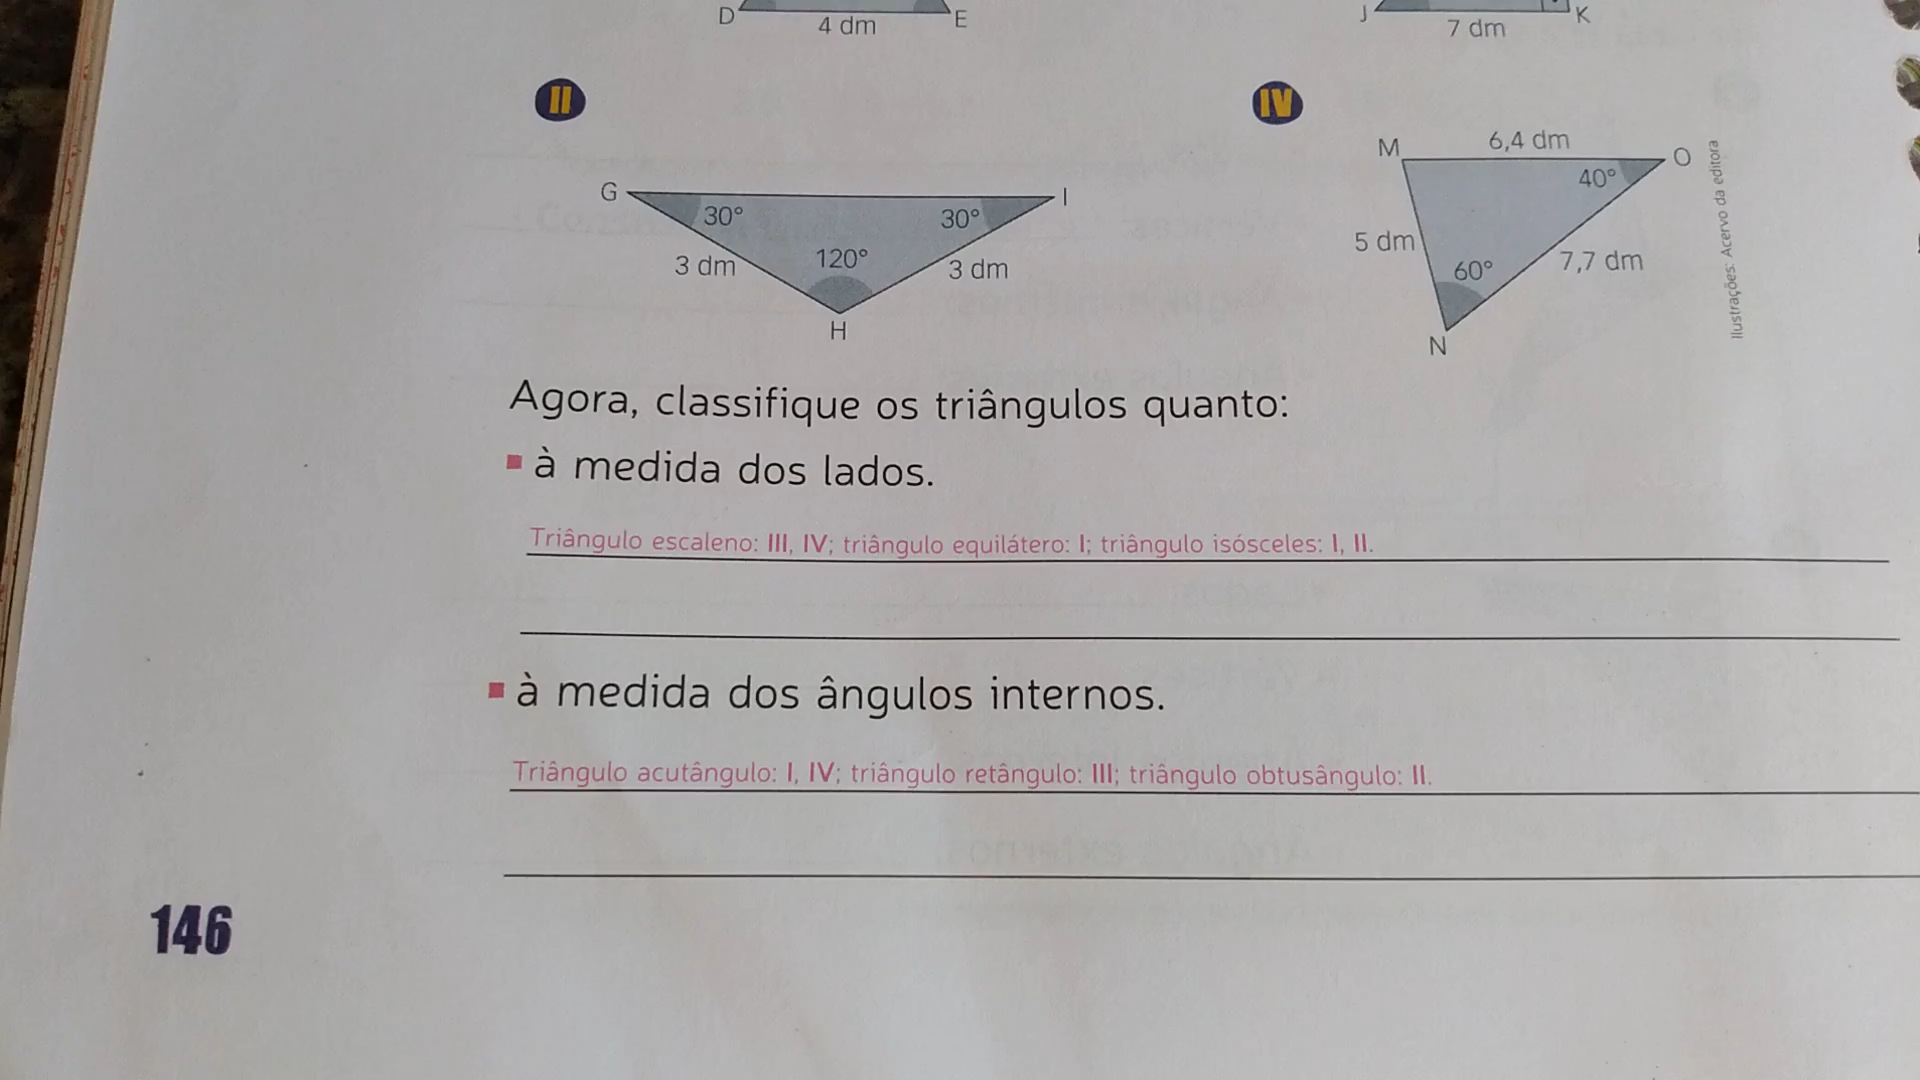 D
4 dm
E
J
7 dm
K
II
G
30°
30°
I
3 dm
120°
3 dm
H
IV
M
6,4 dm
O
40°
5 dm
60°
7,7 dm
N
Ilustrações: Acervo da editora
Agora, classifique os triângulos quanto:
à medida dos lados.
Triângulo escaleno: III, IV; triângulo equilátero: I; triângulo isósceles: I, II.
à medida dos ângulos internos.
Triângulo acutângulo: I, IV; triângulo retângulo: III; triângulo obtusângulo: II.
146